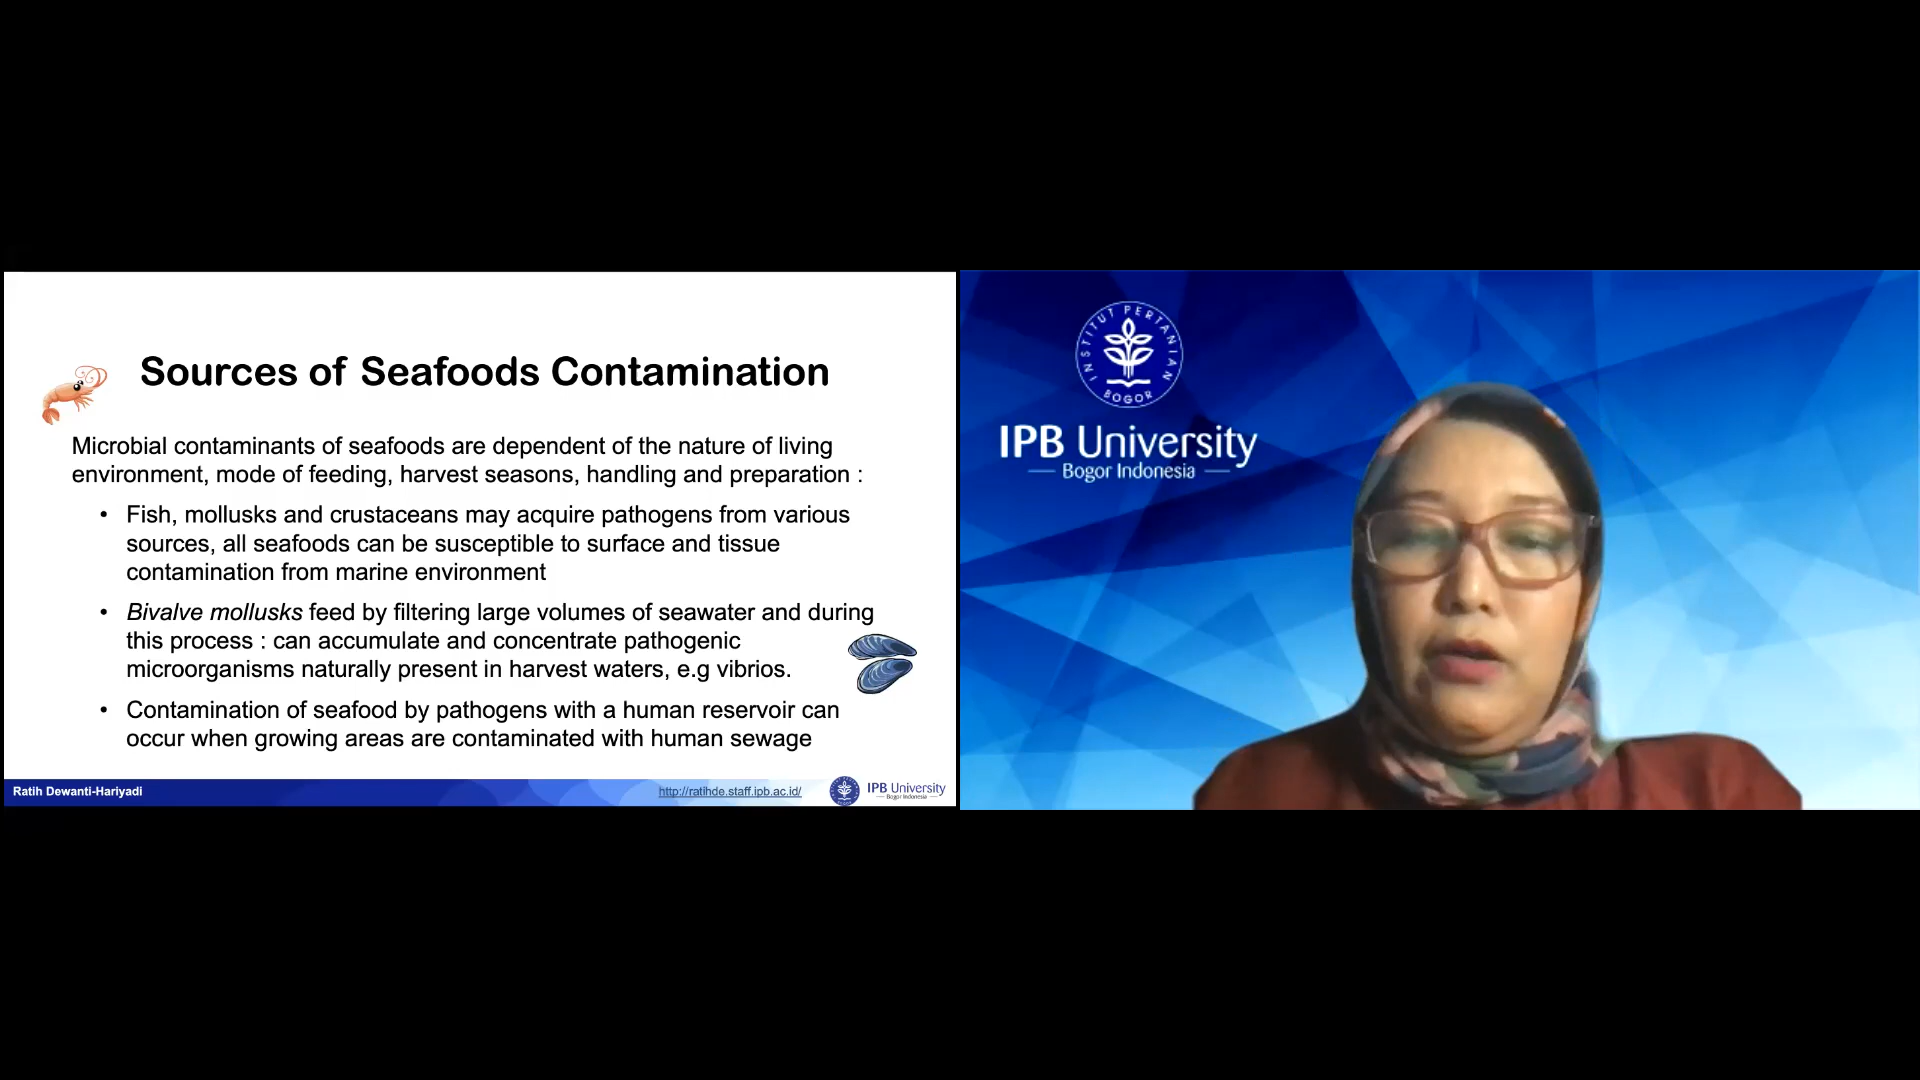 Sources of Seafoods Contamination
Microbial contaminants of seafoods are dependent of the nature of living
environment, mode of feeding, harvest seasons, handling and preparation :
• Fish, mollusks and crustaceans may acquire pathogens from various
sources, all seafoods can be susceptible to surface and tissue
contamination from marine environment
• Bivalve mollusks feed by filtering large volumes of seawater and during
this process : can accumulate and concentrate pathogenic
microorganisms naturally present in harvest waters, e.g vibrios.
• Contamination of seafood by pathogens with a human reservoir can
occur when growing areas are contaminated with human sewage
Ratih Dewanti-Hariyadi
http://ratihde.staff.ipb.ac.id/
IPB University
Bogor Indonesia
INSTITUT PERTANIAN BOGOR
IPB University
Bogor Indonesia